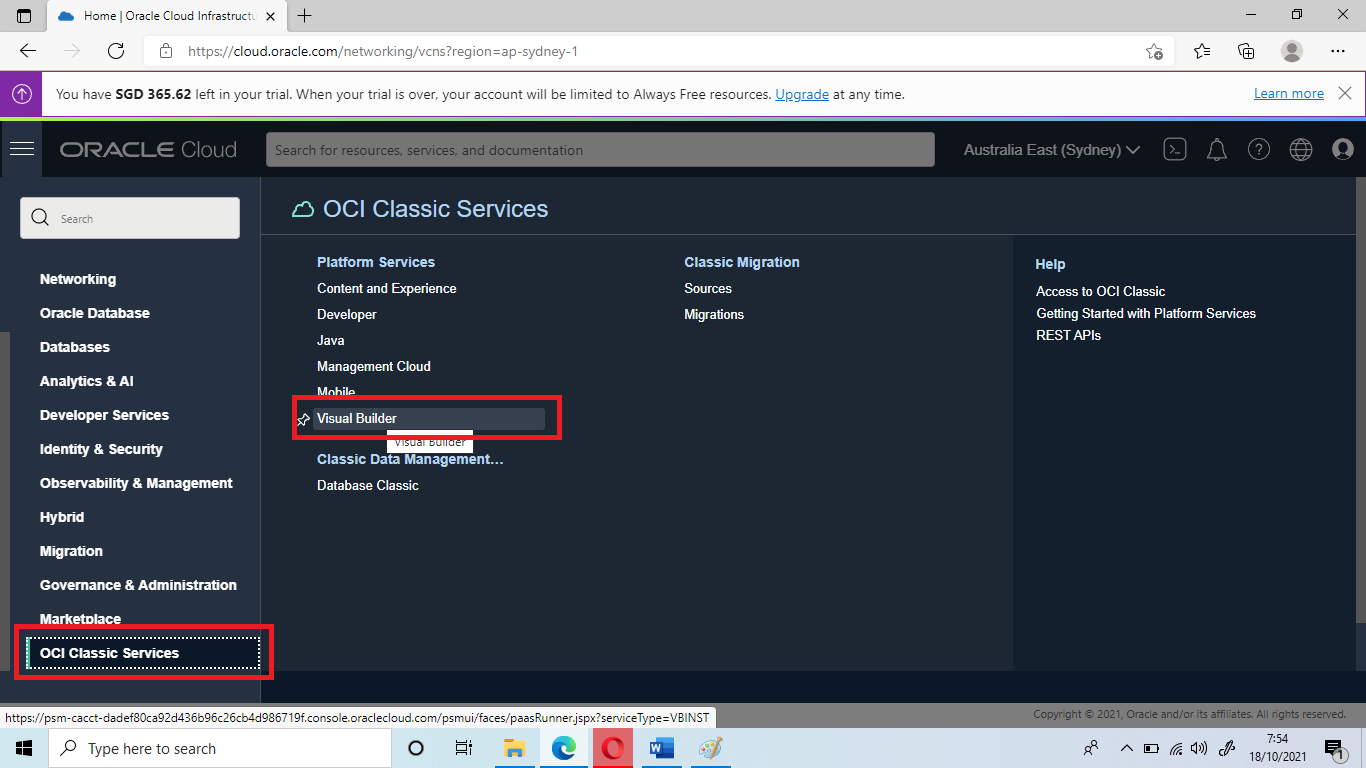 Home | Oracle Cloud Infrastructu
https://cloud.oracle.com/networking/vcns?region=ap-sydney-1
You have SGD 365.62 left in your trial. When your trial is over, your account will be limited to Always Free resources. Upgrade at any time.
Learn more
ORACLE Cloud
Search for resources, services, and documentation
Australia East (Sydney)
Search
Networking
Oracle Database
Databases
Analytics & AI
Developer Services
Identity & Security
Observability & Management
Hybrid
Migration
Governance & Administration
Marketplace
OCI Classic Services
OCI Classic Services
Platform Services
Content and Experience
Developer
Java
Management Cloud
Mobile
Visual Builder
Visual Builder
Classic Data Management...
Database Classic
Classic Migration
Sources
Migrations
Help
Access to OCI Classic
Getting Started with Platform Services
REST APIs
https://psm-cacct-dadef80ca92d436b96c26cb4d986719f.console.oraclecloud.com/psmui/faces/paasRunner.jspx?serviceType=VBINST
Copyright © 2021, Oracle and/or its affiliates. All rights reserved.
Type here to search
7:54
18/10/2021
1